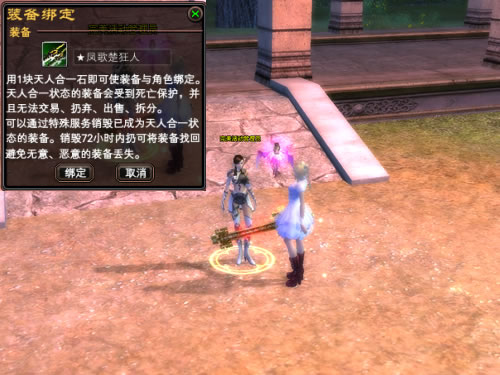 装备绑定
装备
★凤歌楚狂人
用1块天人合一石即可使装备与角色绑定。
天人合一状态的装备会受到死亡保护，并
且无法交易、扔弃、出售、拆分。
可以通过特殊服务销毁已成为天人合一状
态的装备。销毁72小时内扔可将装备找回
避免无意、恶意的装备丢失。
绑定
取消